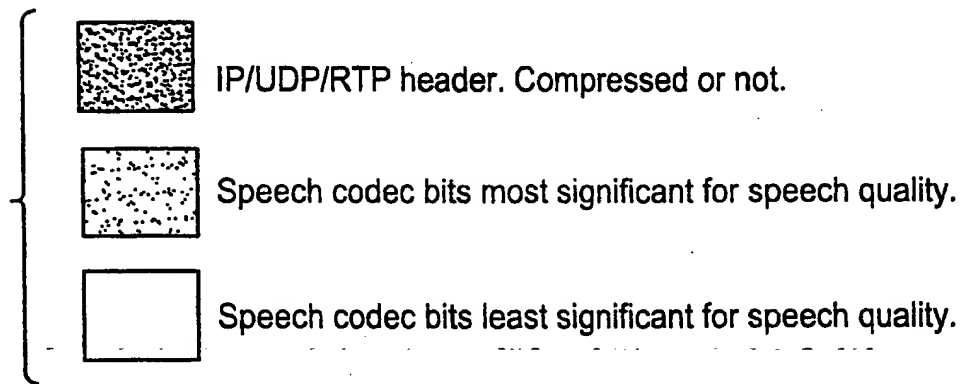 IP/UDP/RTP header. Compressed or not.
Speech codec bits most significant for speech quality.
Speech codec bits least significant for speech quality.